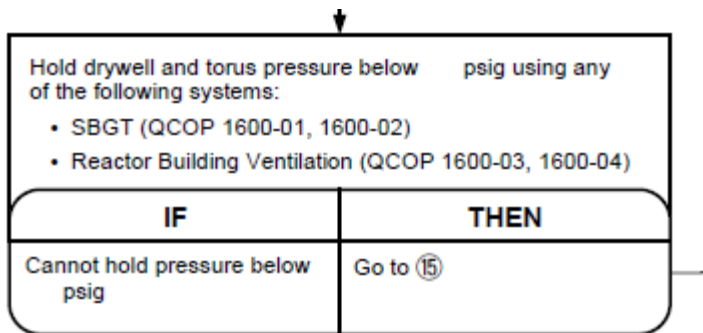 Hold drywell and torus pressure below psig using any
of the following systems:
• SBGT (QCOP 1600-01, 1600-02)
• Reactor Building Ventilation (QCOP 1600-03, 1600-04)
IF THEN
Cannot hold pressure below Go to ⑮
psig